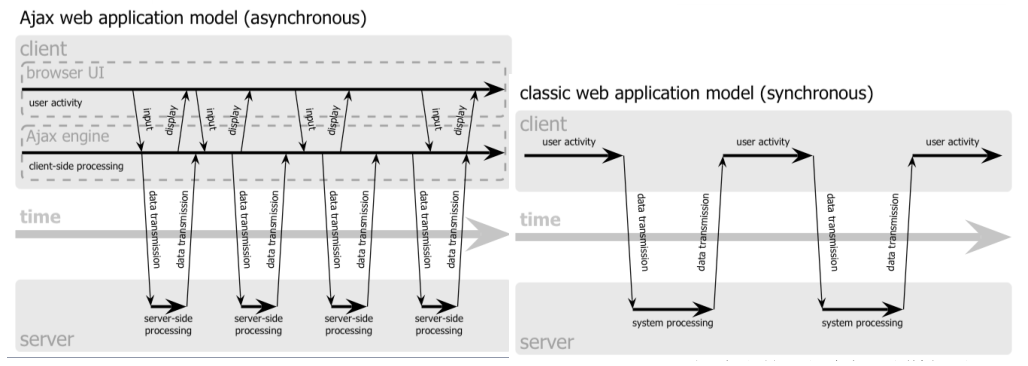 Ajax web application model (asynchronous)
client
browser UI
user activity
input
display
input
display
input
display
input
display
Ajax engine
client-side processing
data transmission
data transmission
data transmission
data transmission
data transmission
data transmission
data transmission
data transmission
time
server-side
processing
server-side
processing
server-side
processing
server-side
processing
server
classic web application model (synchronous)
client
user activity
user activity
user activity
data transmission
data transmission
data transmission
data transmission
time
system processing
system processing
server